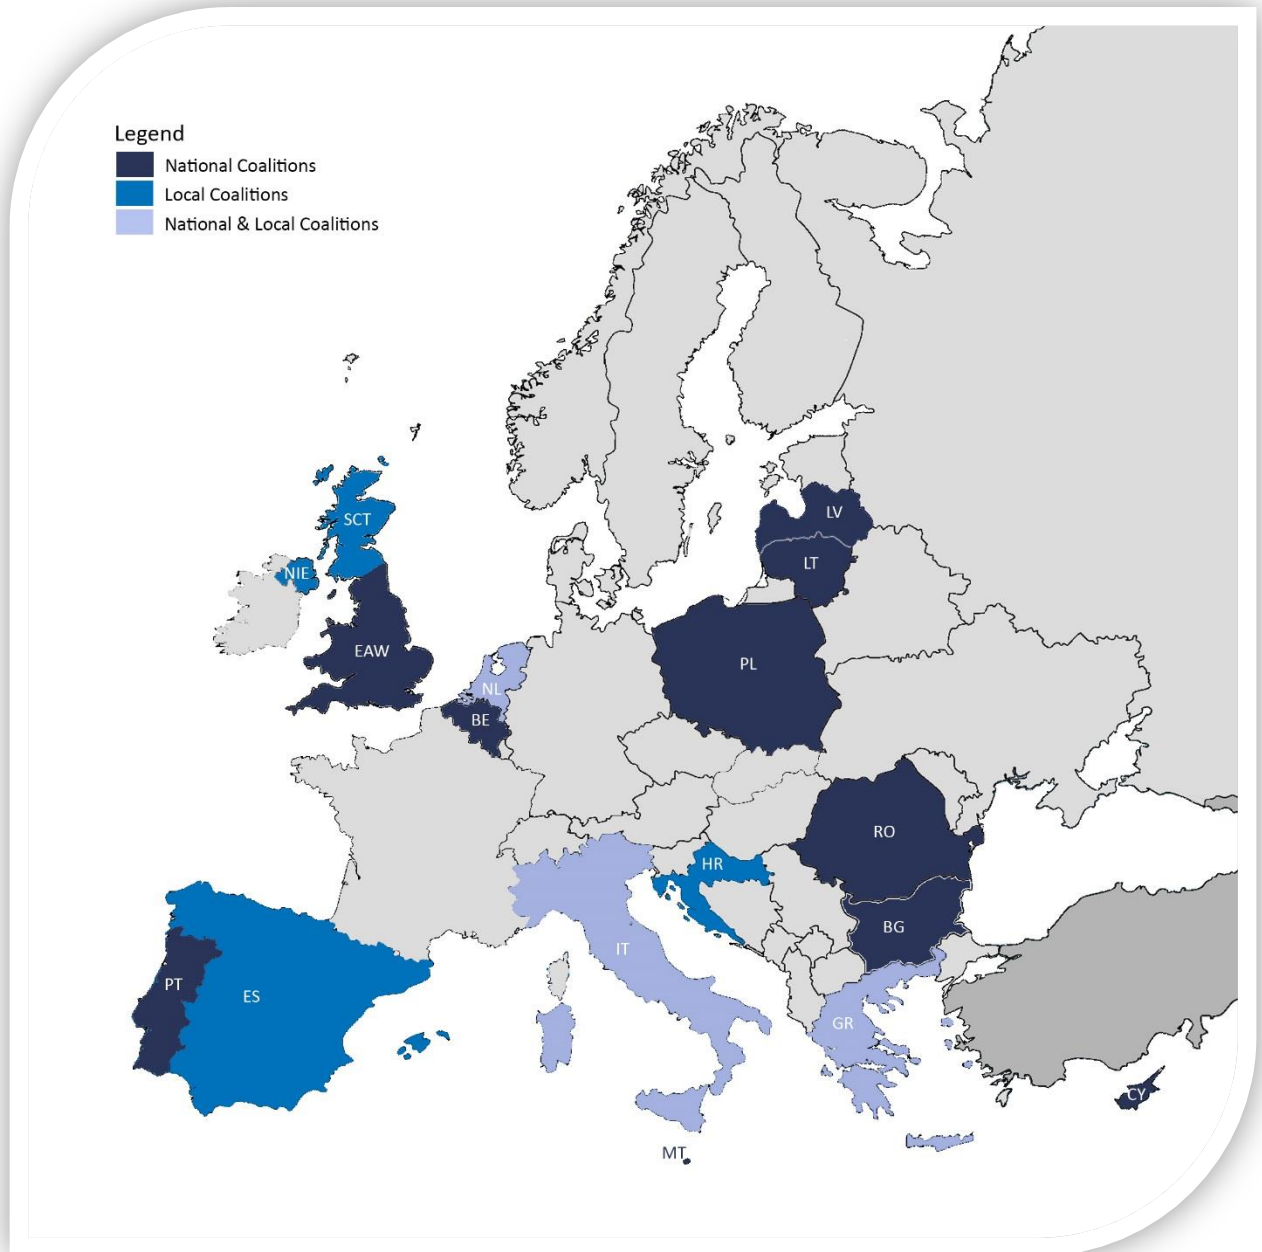 Legend
National Coalitions
Local Coalitions
National & Local Coalitions
SCT
LV
LT
NIE
EAW
PL
NL
BE
RO
HR
BG
IT
PT
ES
GR
CY
MT